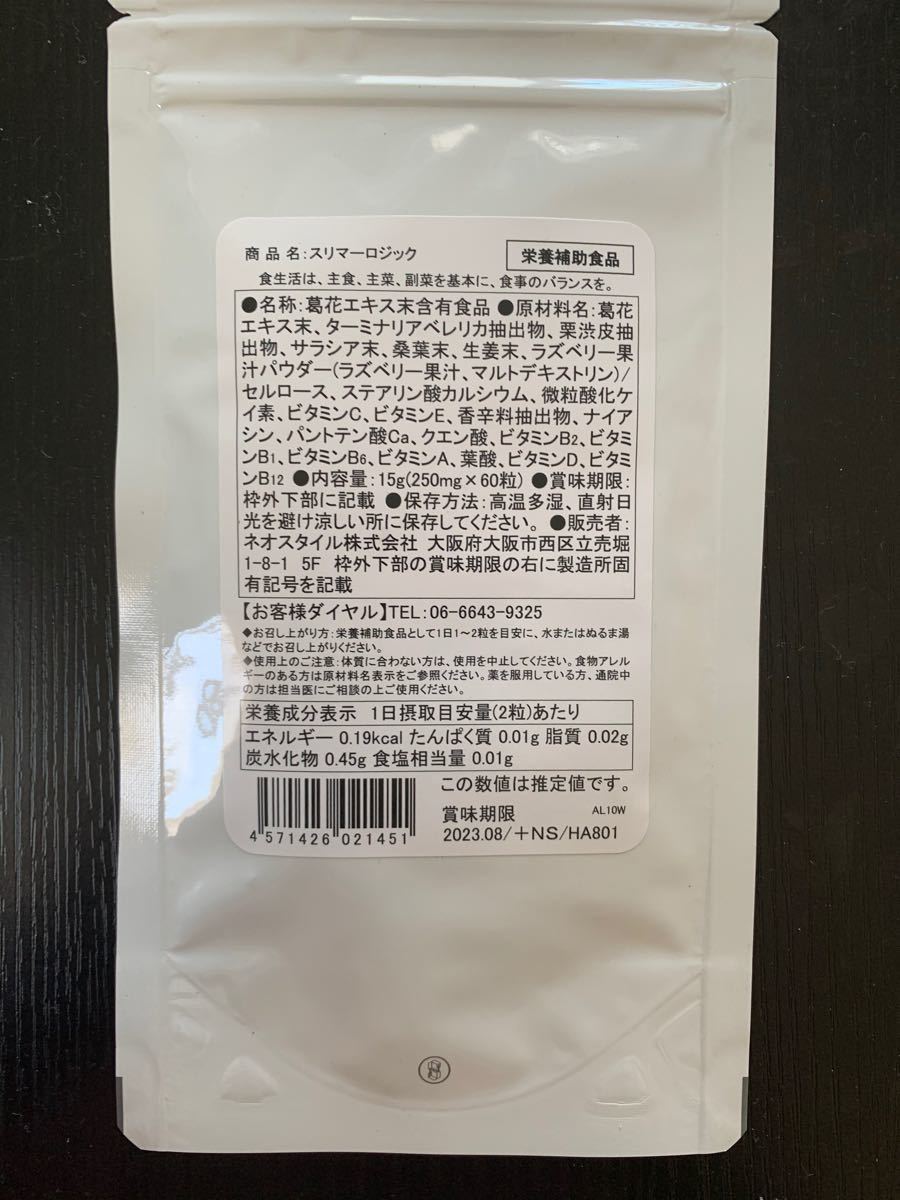 商品名:スリマーロジック
栄養補助食品
食生活は、主食、主菜、副菜を基本に、食事のバランスを。
●名称:葛花エキス末含有食品 ●原材料名:葛花
エキス末、ターミナリアベレリカ抽出物、栗渋皮抽
出物、サラシア末、桑葉末、生姜末、ラズベリー果
汁パウダー(ラズベリー果汁、マルトデキストリン)/
セルロース、ステアリン酸カルシウム、微粒酸化ケ
イ素、ビタミンC、ビタミンE、香辛料抽出物、ナイア
シン、パントテン酸Ca、クエン酸、ビタミンB2、ビタミ
ンB1、ビタミンB6、ビタミンA、葉酸、ビタミンD、ビタミ
ンB12 ●内容量:15g(250mg×60粒) ●賞味期限:
枠外下部に記載 ●保存方法:高温多湿、直射日
光を避け涼しい所に保存してください。 ●販売者:
ネオスタイル株式会社 大阪府大阪市西区立売堀
1-8-1 5F 枠外下部の賞味期限の右に製造所固
有記号を記載
【お客様ダイヤル】TEL:06-6643-9325
◆お召し上がり方:栄養補助食品として1日1~2粒を目安に、水またはぬるま湯
などでお召し上がりください。
◆使用上のご注意:体質に合わない方は、使用を中止してください。食物アレル
ギーのある方は原材料名表示をご参照ください。薬を服用している方、通院中
の方は担当医にご相談の上ご使用ください。
栄養成分表示 1日摂取目安量(2粒)あたり
エネルギー 0.19kcal たんぱく質 0.01g 脂質 0.02g
炭水化物 0.45g 食塩相当量 0.01g
この数値は推定値です。
賞味期限 AL10W
2023.08/+NS/HA801
4 571426 021451